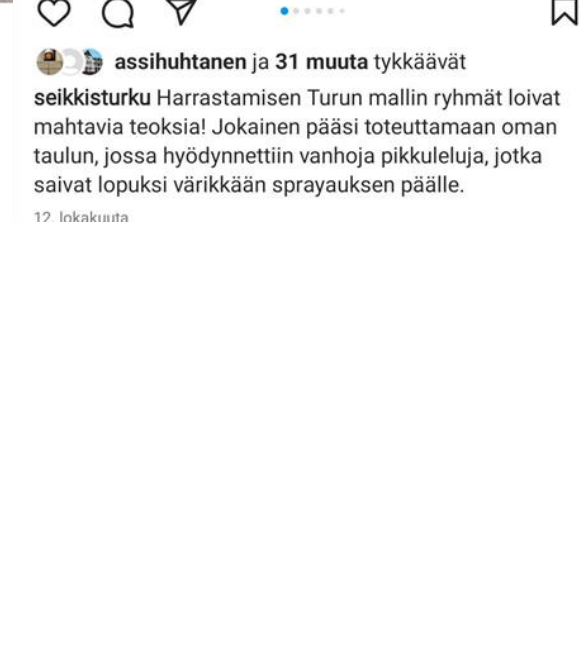 assihuhtanen ja 31 muuta tykkäävät
seikkisturku Harrastamisen Turun mallin ryhmät loivat
mahtavia teoksia! Jokainen pääsi toteuttamaan oman
taulun, jossa hyödynnettiin vanhoja pikkuleluja, jotka
saivat lopuksi värikkään sprayauksen päälle.
12. lokakuuta